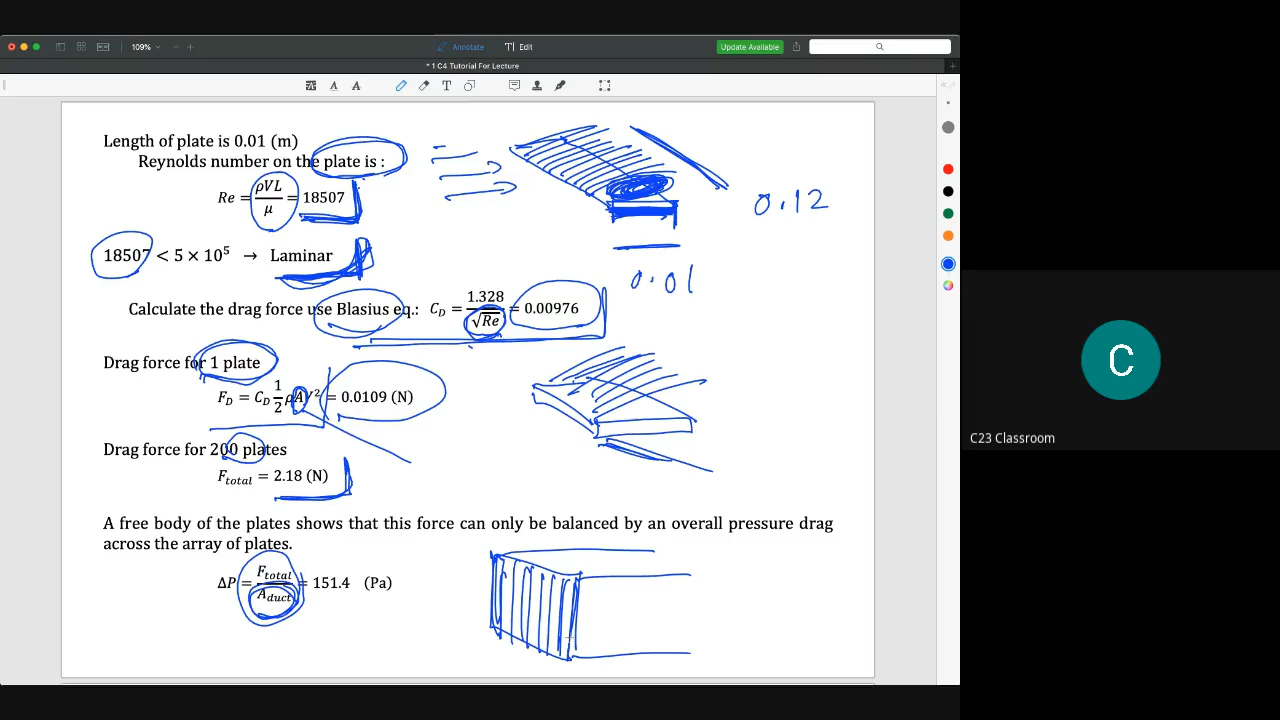 109%
Annotate
Edit
Update Available
* 1 C4 Tutorial For Lecture
Length of plate is 0.01 (m)
Reynolds number on the plate is :
Re = ρVL / μ = 18507
0.12
18507 < 5 × 10⁵ → Laminar
0.01
Calculate the drag force use Blasius eq.: C_D = 1.328 / √Re = 0.00976
Drag force for 1 plate
F_D = C_D 1/2 ρAV² = 0.0109 (N)
Drag force for 200 plates
F_total = 2.18 (N)
A free body of the plates shows that this force can only be balanced by an overall pressure drag
across the array of plates.
ΔP = F_total / A_duct = 151.4 (Pa)
C
C23 Classroom